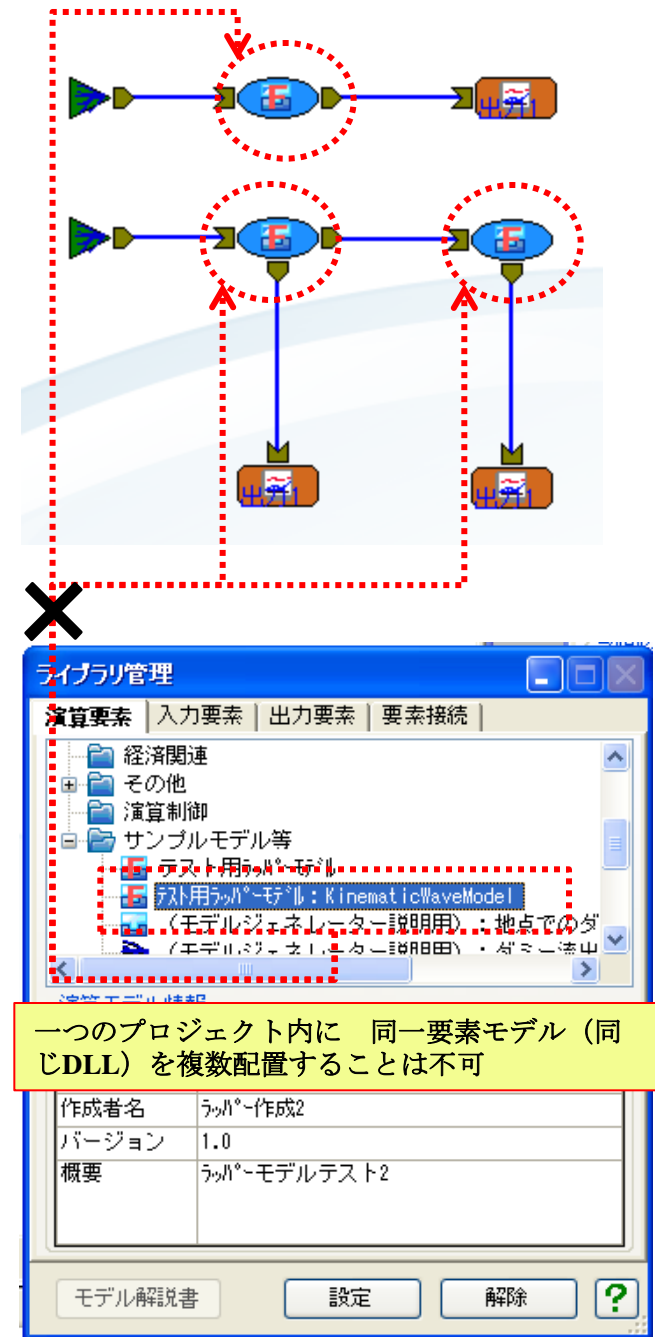 F
出力1
F
F
出力1
出力1
ライブラリ管理
演算要素 入力要素 出力要素 要素接続
経済関連
その他
演算制御
サンプルモデル等
テスト用ﾗｯﾊﾟｰﾓﾃﾞﾙ
ﾃｽﾄ用ﾗｯﾊﾟｰﾓﾃﾞﾙ：KinematicWaveModel
（モデルジェネレーター説明用）：地点でのダ
（モデルジェネレーター説明用）：ダミー流出
演算モデル情報
一つのプロジェクト内に　同一要素モデル（同
じDLL）を複数配置することは不可
作成者名 ﾗｯﾊﾟｰ作成2
バージョン 1.0
概要 ﾗｯﾊﾟｰモデルテスト2
モデル解説書 設定 解除 ?